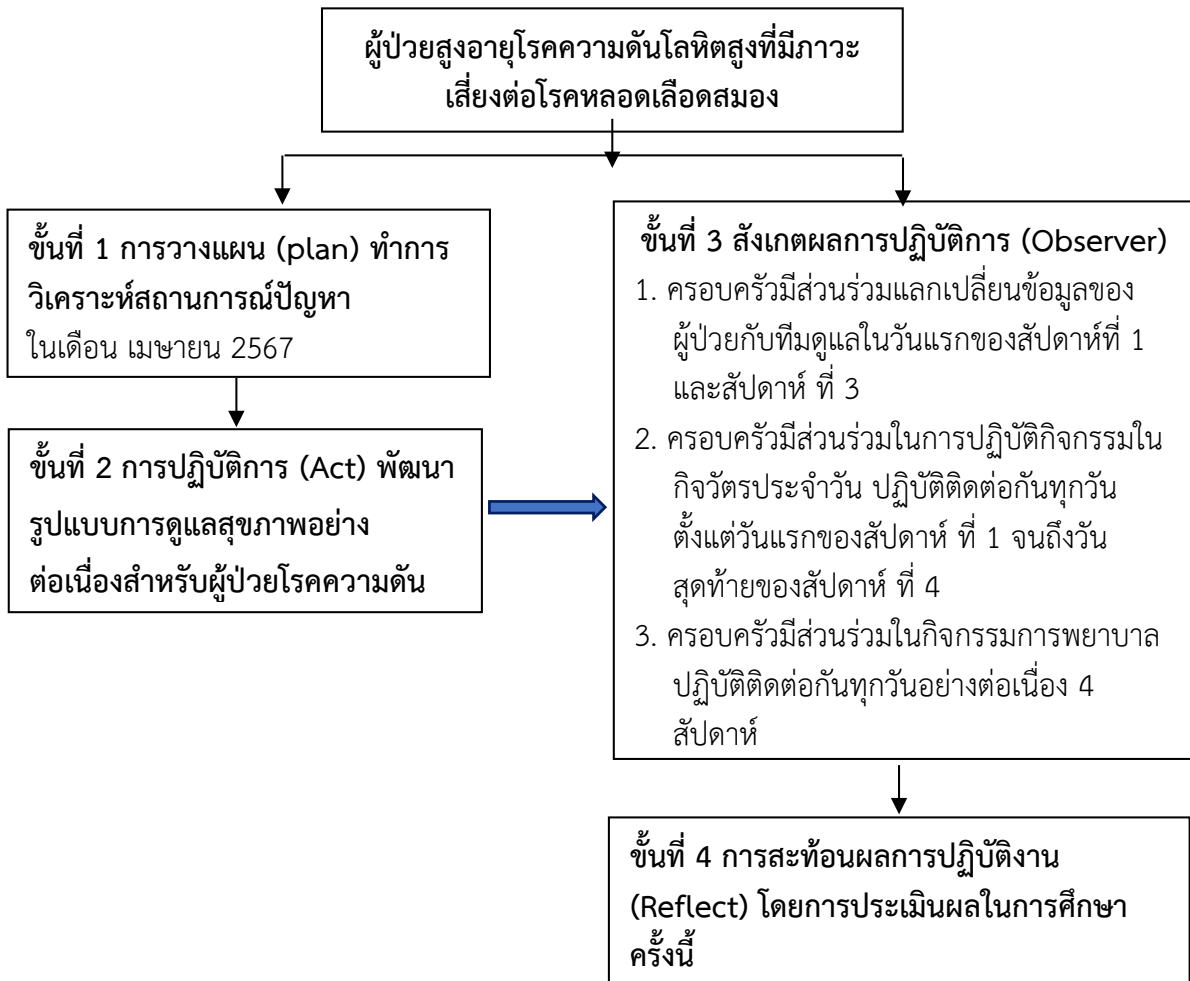 ผู้ป่วยสูงอายุโรคความดันโลหิตสูงที่มีภาวะ
เสี่ยงต่อโรคหลอดเลือดสมอง
ขั้นที่ 1 การวางแผน (plan) ทำการ
วิเคราะห์สถานการณ์ปัญหา
ในเดือน เมษายน 2567
ขั้นที่ 2 การปฏิบัติการ (Act) พัฒนา
รูปแบบการดูแลสุขภาพอย่าง
ต่อเนื่องสำหรับผู้ป่วยโรคความดัน
ขั้นที่ 3 สังเกตผลการปฏิบัติการ (Observer)
1. ครอบครัวมีส่วนร่วมแลกเปลี่ยนข้อมูลของ
ผู้ป่วยกับทีมดูแลในวันแรกของสัปดาห์ที่ 1
และสัปดาห์ ที่ 3
2. ครอบครัวมีส่วนร่วมในการปฏิบัติกิจกรรมใน
กิจวัตรประจำวัน ปฏิบัติติดต่อกันทุกวัน
ตั้งแต่วันแรกของสัปดาห์ ที่ 1 จนถึงวัน
สุดท้ายของสัปดาห์ ที่ 4
3. ครอบครัวมีส่วนร่วมในกิจกรรมการพยาบาล
ปฏิบัติติดต่อกันทุกวันอย่างต่อเนื่อง 4
สัปดาห์
ขั้นที่ 4 การสะท้อนผลการปฏิบัติงาน
(Reflect) โดยการประเมินผลในการศึกษา
ครั้งนี้